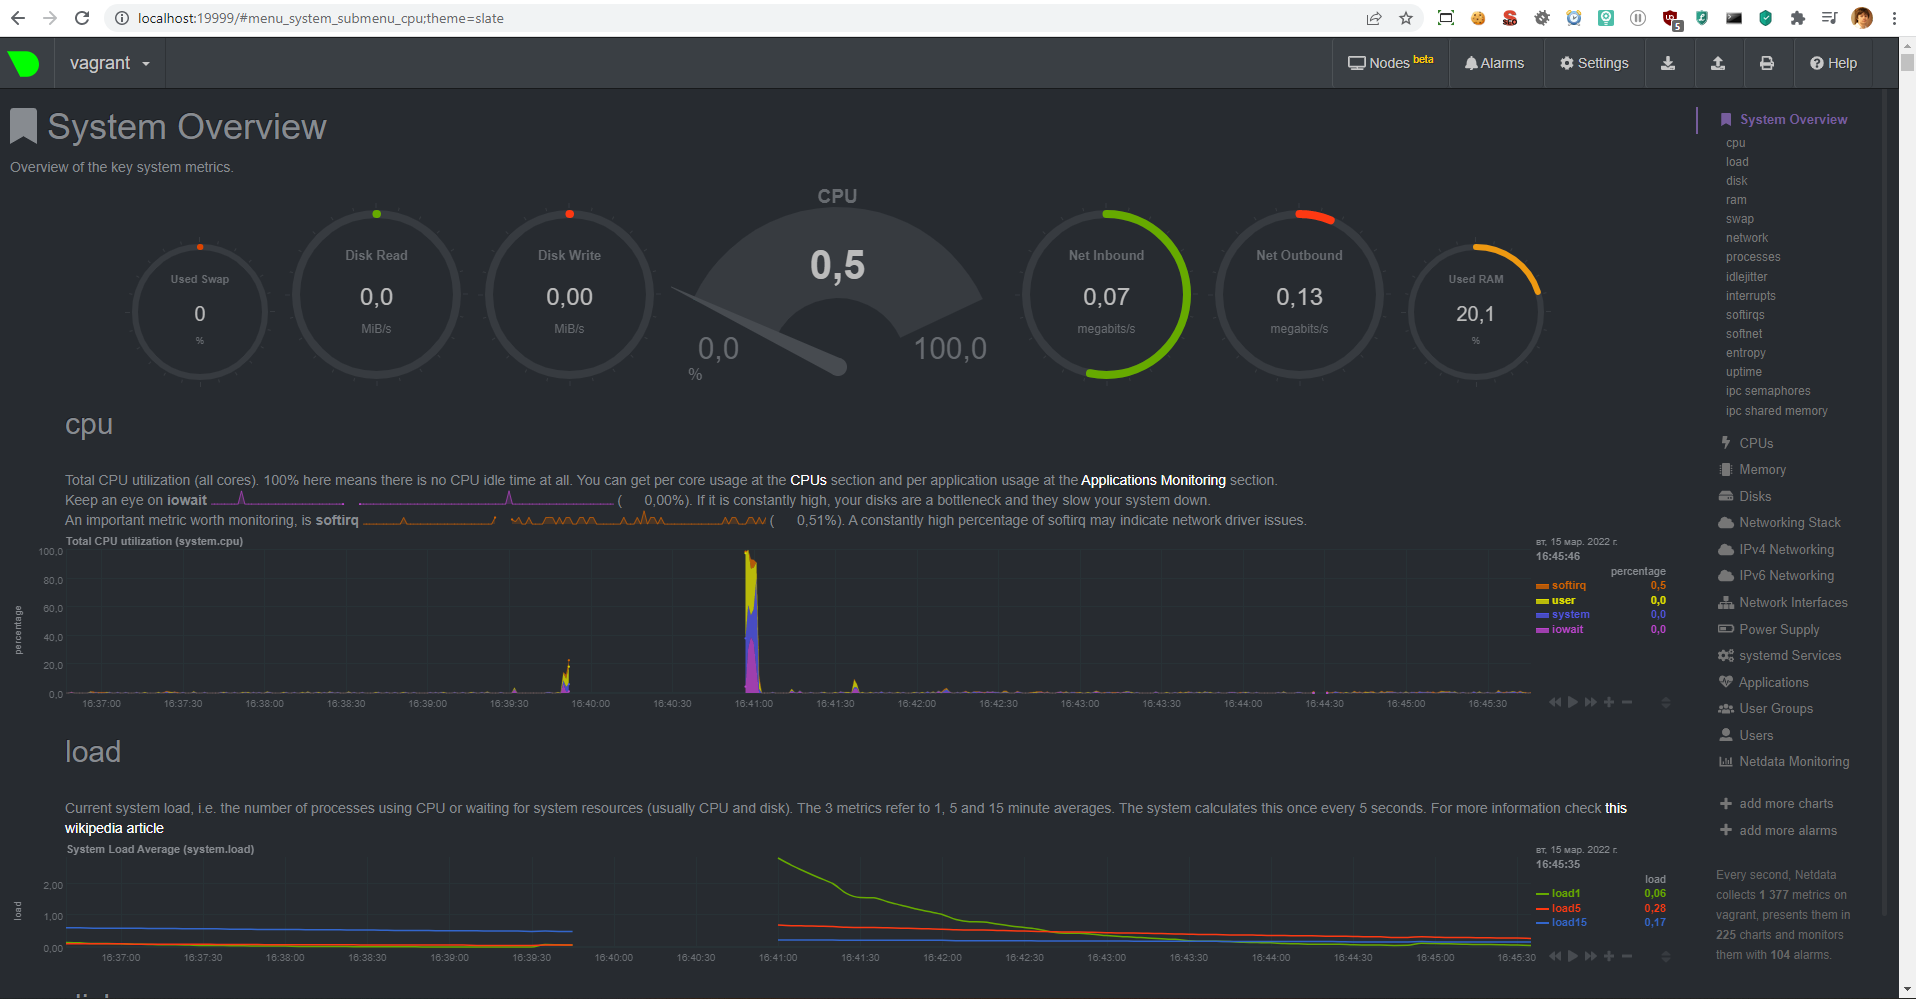 localhost:19999/#menu_system_submenu_cpu;theme=slate
SEO
5
vagrant
Nodes beta
Alarms
Settings
Help
System Overview
Overview of the key system metrics.
Used Swap
0
%
Disk Read
0,0
MiB/s
Disk Write
0,00
MiB/s
CPU
0,5
0,0
100,0
%
Net Inbound
0,07
megabits/s
Net Outbound
0,13
megabits/s
Used RAM
20,1
%
cpu
Total CPU utilization (all cores). 100% here means there is no CPU idle time at all. You can get per core usage at the CPUs section and per application usage at the Applications Monitoring section.
Keep an eye on iowait ( 0,00%). If it is constantly high, your disks are a bottleneck and they slow your system down.
An important metric worth monitoring, is softirq ( 0,51%). A constantly high percentage of softirq may indicate network driver issues.
Total CPU utilization (system.cpu)
percentage
100,0
80,0
60,0
40,0
20,0
0,0
16:37:00 16:37:30 16:38:00 16:38:30 16:39:00 16:39:30 16:40:00 16:40:30 16:41:00 16:41:30 16:42:00 16:42:30 16:43:00 16:43:30 16:44:00 16:44:30 16:45:00 16:45:30
вт, 15 мар. 2022 г.
16:45:46
percentage
softirq 0,5
user 0,0
system 0,0
iowait 0,0
load
Current system load, i.e. the number of processes using CPU or waiting for system resources (usually CPU and disk). The 3 metrics refer to 1, 5 and 15 minute averages. The system calculates this once every 5 seconds. For more information check this
wikipedia article
System Load Average (system.load)
load
2,00
1,00
0,00
16:37:00 16:37:30 16:38:00 16:38:30 16:39:00 16:39:30 16:40:00 16:40:30 16:41:00 16:41:30 16:42:00 16:42:30 16:43:00 16:43:30 16:44:00 16:44:30 16:45:00 16:45:30
вт, 15 мар. 2022 г.
16:45:35
load
load1 0,06
load5 0,28
load15 0,17
System Overview
cpu
load
disk
ram
swap
network
processes
idlejitter
interrupts
softirqs
softnet
entropy
uptime
ipc semaphores
ipc shared memory
CPUs
Memory
Disks
Networking Stack
IPv4 Networking
IPv6 Networking
Network Interfaces
Power Supply
systemd Services
Applications
User Groups
Users
Netdata Monitoring
add more charts
add more alarms
Every second, Netdata
collects 1 377 metrics on
vagrant, presents them in
225 charts and monitors
them with 104 alarms.